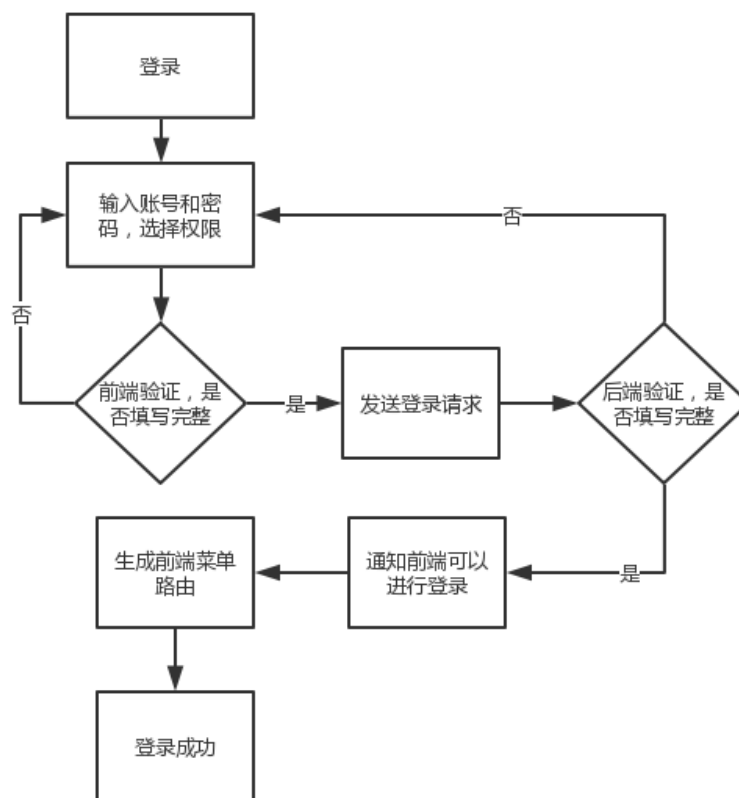 登录
输入账号和密
码，选择权限
否
否
前端验证，是
否填写完整
是
发送登录请求
后端验证，是
否填写完整
生成前端菜单
路由
通知前端可以
进行登录
是
登录成功